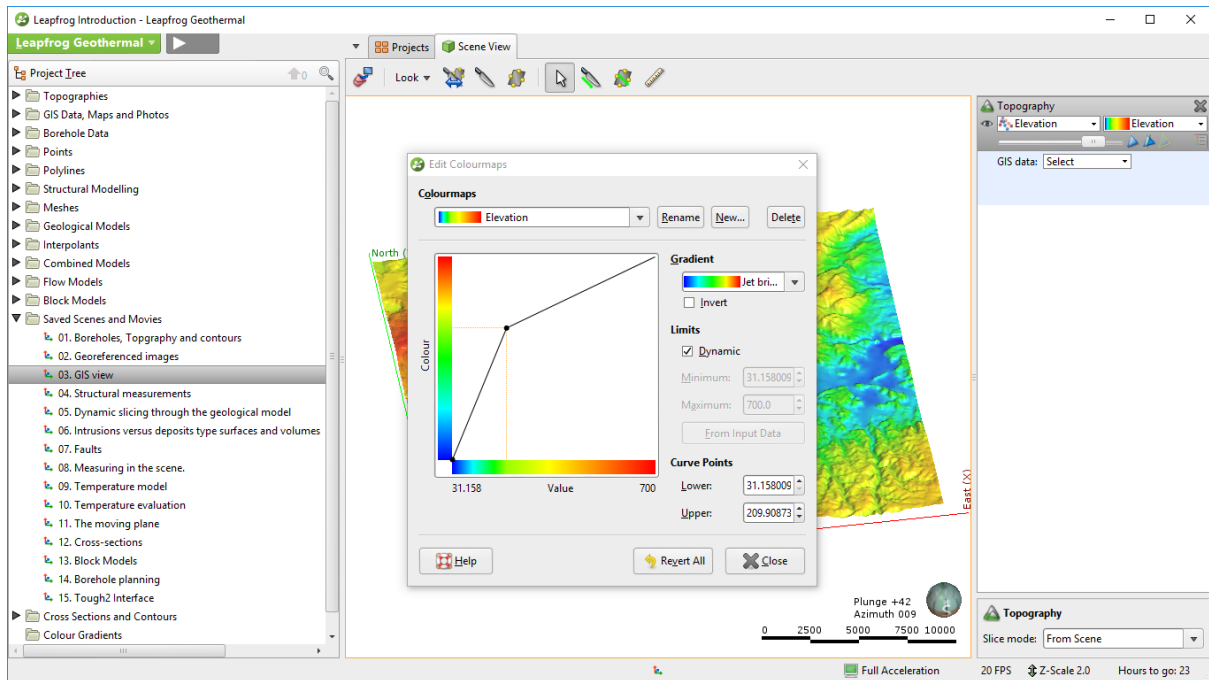 Leapfrog Introduction - Leapfrog Geothermal
Leapfrog Geothermal
Projects
Scene View
Project Tree
0
Look
Topographies
GIS Data, Maps and Photos
Borehole Data
Points
Polylines
Structural Modelling
Meshes
Geological Models
Interpolants
Combined Models
Flow Models
Block Models
Saved Scenes and Movies
01. Boreholes, Topgraphy and contours
02. Georeferenced images
03. GIS view
04. Structural measurements
05. Dynamic slicing through the geological model
06. Intrusions versus deposits type surfaces and volumes
07. Faults
08. Measuring in the scene.
09. Temperature model
10. Temperature evaluation
11. The moving plane
12. Cross-sections
13. Block Models
14. Borehole planning
15. Tough2 Interface
Cross Sections and Contours
Colour Gradients
North (
Edit Colourmaps
Colourmaps
Elevation
Rename
New...
Delete
Colour
31.158
Value
700
Gradient
Jet bri...
Invert
Limits
Dynamic
Minimum: 31.158009
Maximum: 700.0
From Input Data
Curve Points
Lower: 31.158009
Upper: 209.90873
Help
Revert All
Close
East (X)
Plunge +42
Azimuth 009
0 2500 5000 7500 10000
Topography
Elevation
Elevation
GIS data: Select
Topography
Slice mode: From Scene
Full Acceleration
20 FPS
Z-Scale 2.0
Hours to go: 23